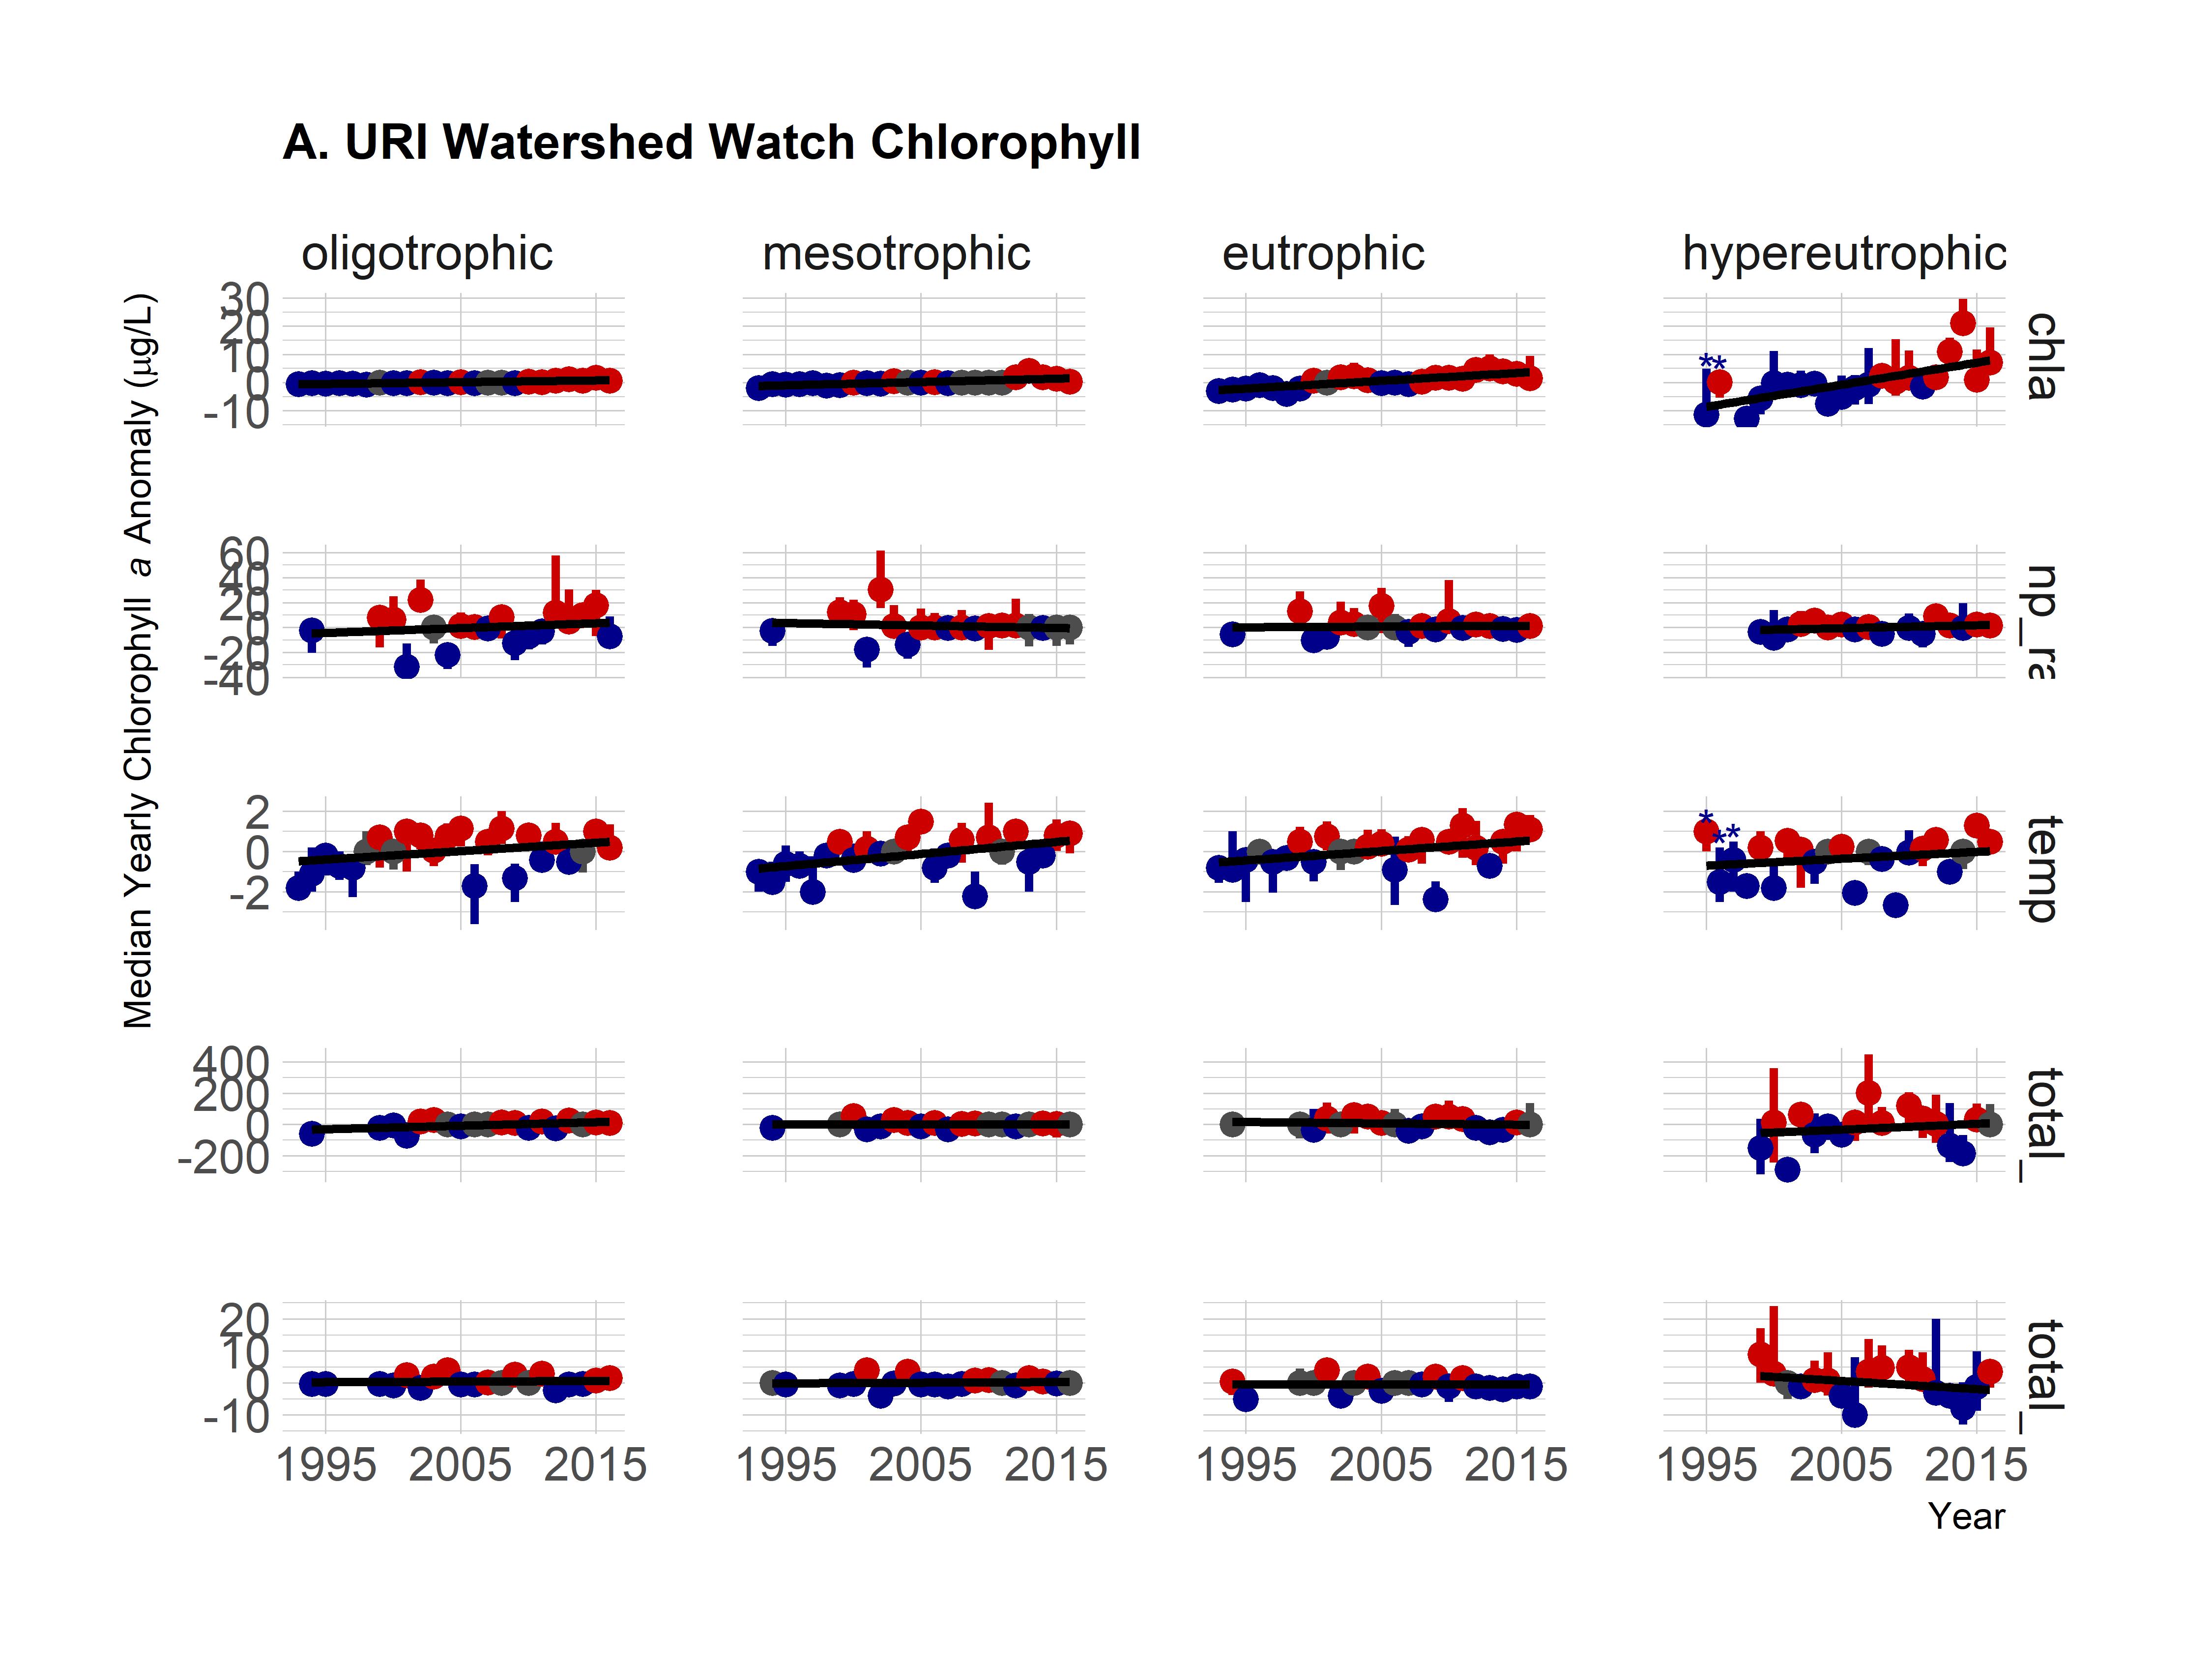 A. URI Watershed Watch Chlorophyll
oligotrophic mesotrophic eutrophic hypereutrophic
Median Yearly Chlorophyll a Anomaly (µg/L)
30
20
10
0
-10
* *
chla
60
40
20
0
-20
-40
np_ra
2
0
-2
* * *
temp
400
200
0
-200
total_
20
10
0
-10
total_
1995 2005 2015 1995 2005 2015 1995 2005 2015 1995 2005 2015
Year